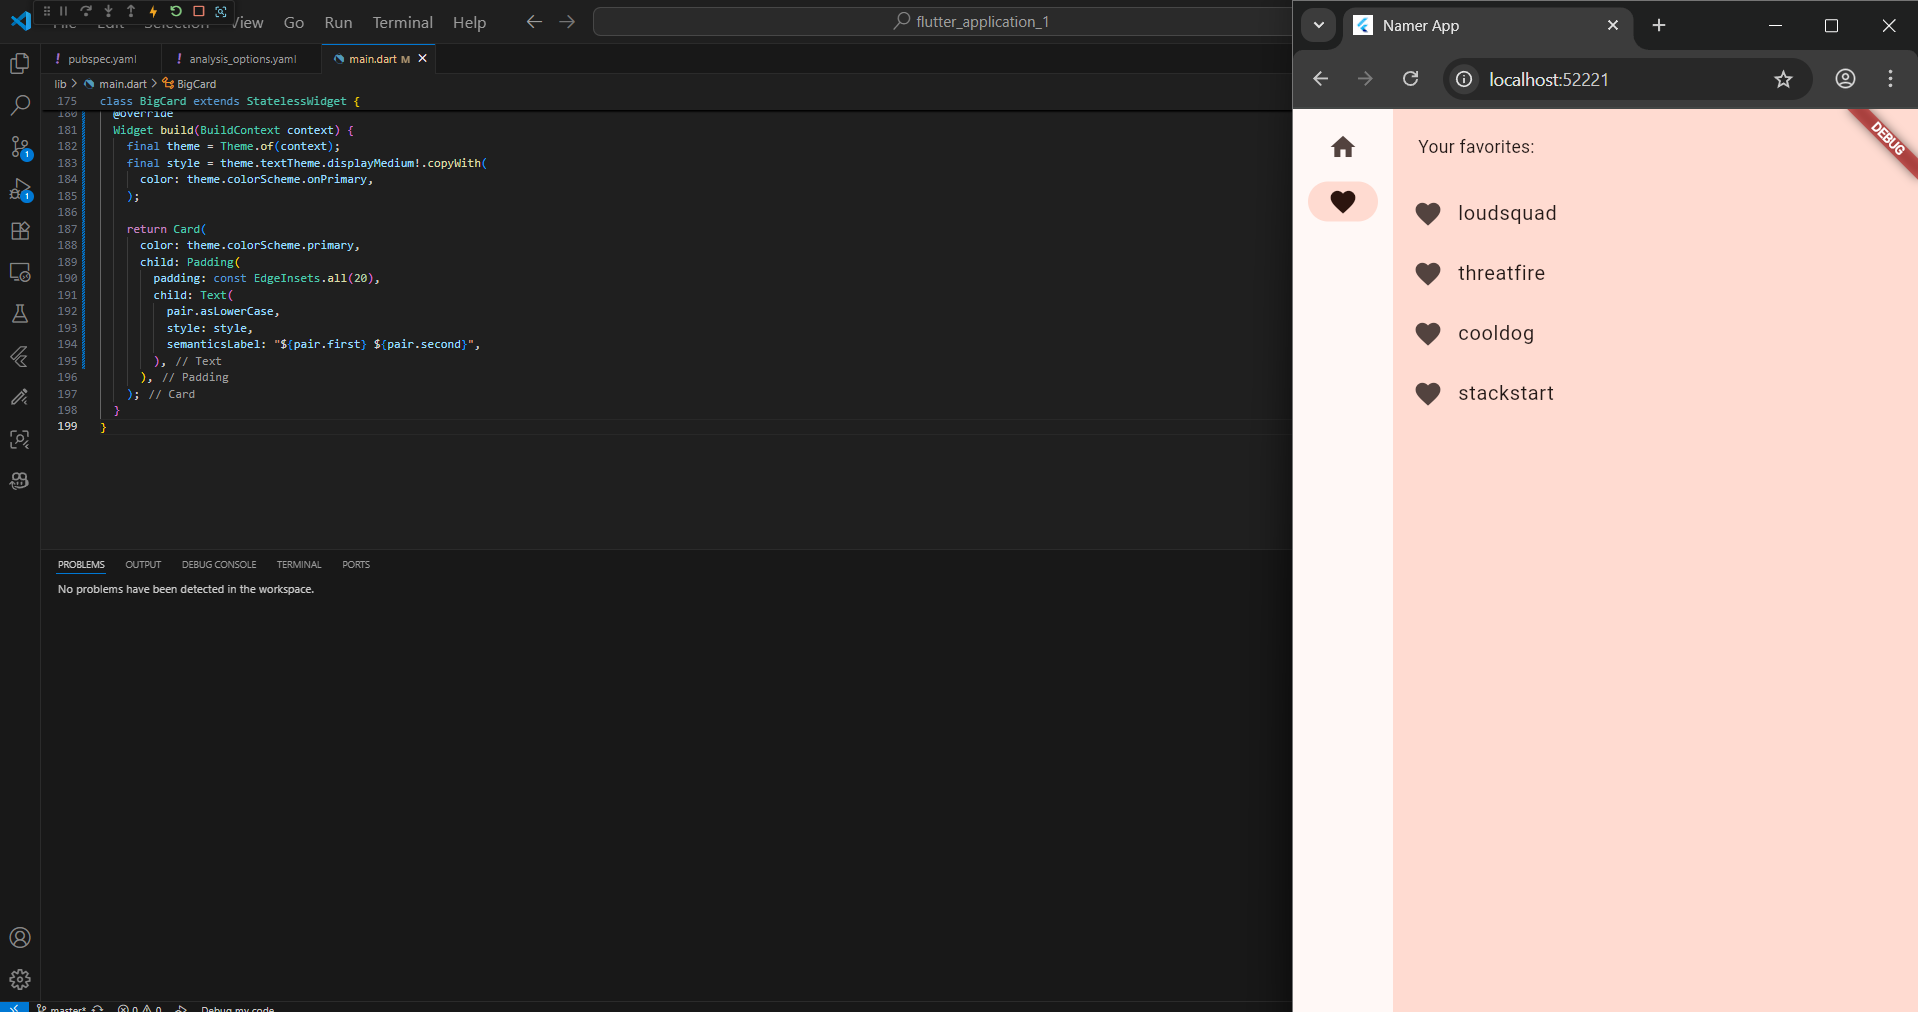 File Edit Selection View Go Run Terminal Help
flutter_application_1
! pubspec.yaml
! analysis_options.yaml
main.dart M
lib > main.dart > BigCard
175 class BigCard extends StatelessWidget {
180 @override
181 Widget build(BuildContext context) {
182 final theme = Theme.of(context);
183 final style = theme.textTheme.displayMedium!.copyWith(
184 color: theme.colorScheme.onPrimary,
185 );
186
187 return Card(
188 color: theme.colorScheme.primary,
189 child: Padding(
190 padding: const EdgeInsets.all(20),
191 child: Text(
192 pair.asLowerCase,
193 style: style,
194 semanticsLabel: "${pair.first} ${pair.second}",
195 ), // Text
196 ), // Padding
197 ); // Card
198 }
199 }
1
1
PROBLEMS OUTPUT DEBUG CONSOLE TERMINAL PORTS
No problems have been detected in the workspace.
master* 0 0 Debug my code
Namer App
localhost:52221
DEBUG
Your favorites:
loudsquad
threatfire
cooldog
stackstart